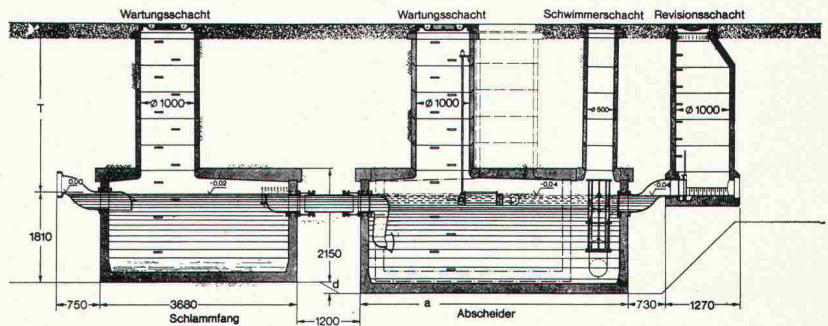 Wartungsschacht
Wartungsschacht
Schwimmerschacht
Revisionsschacht
T
ø 1000
ø 1000
ø 500
ø 1000
0,00
-0,02
-0,04
-0,04
1810
2150
d
750
3680
1200
a
730
1270
Schlammfang
Abscheider